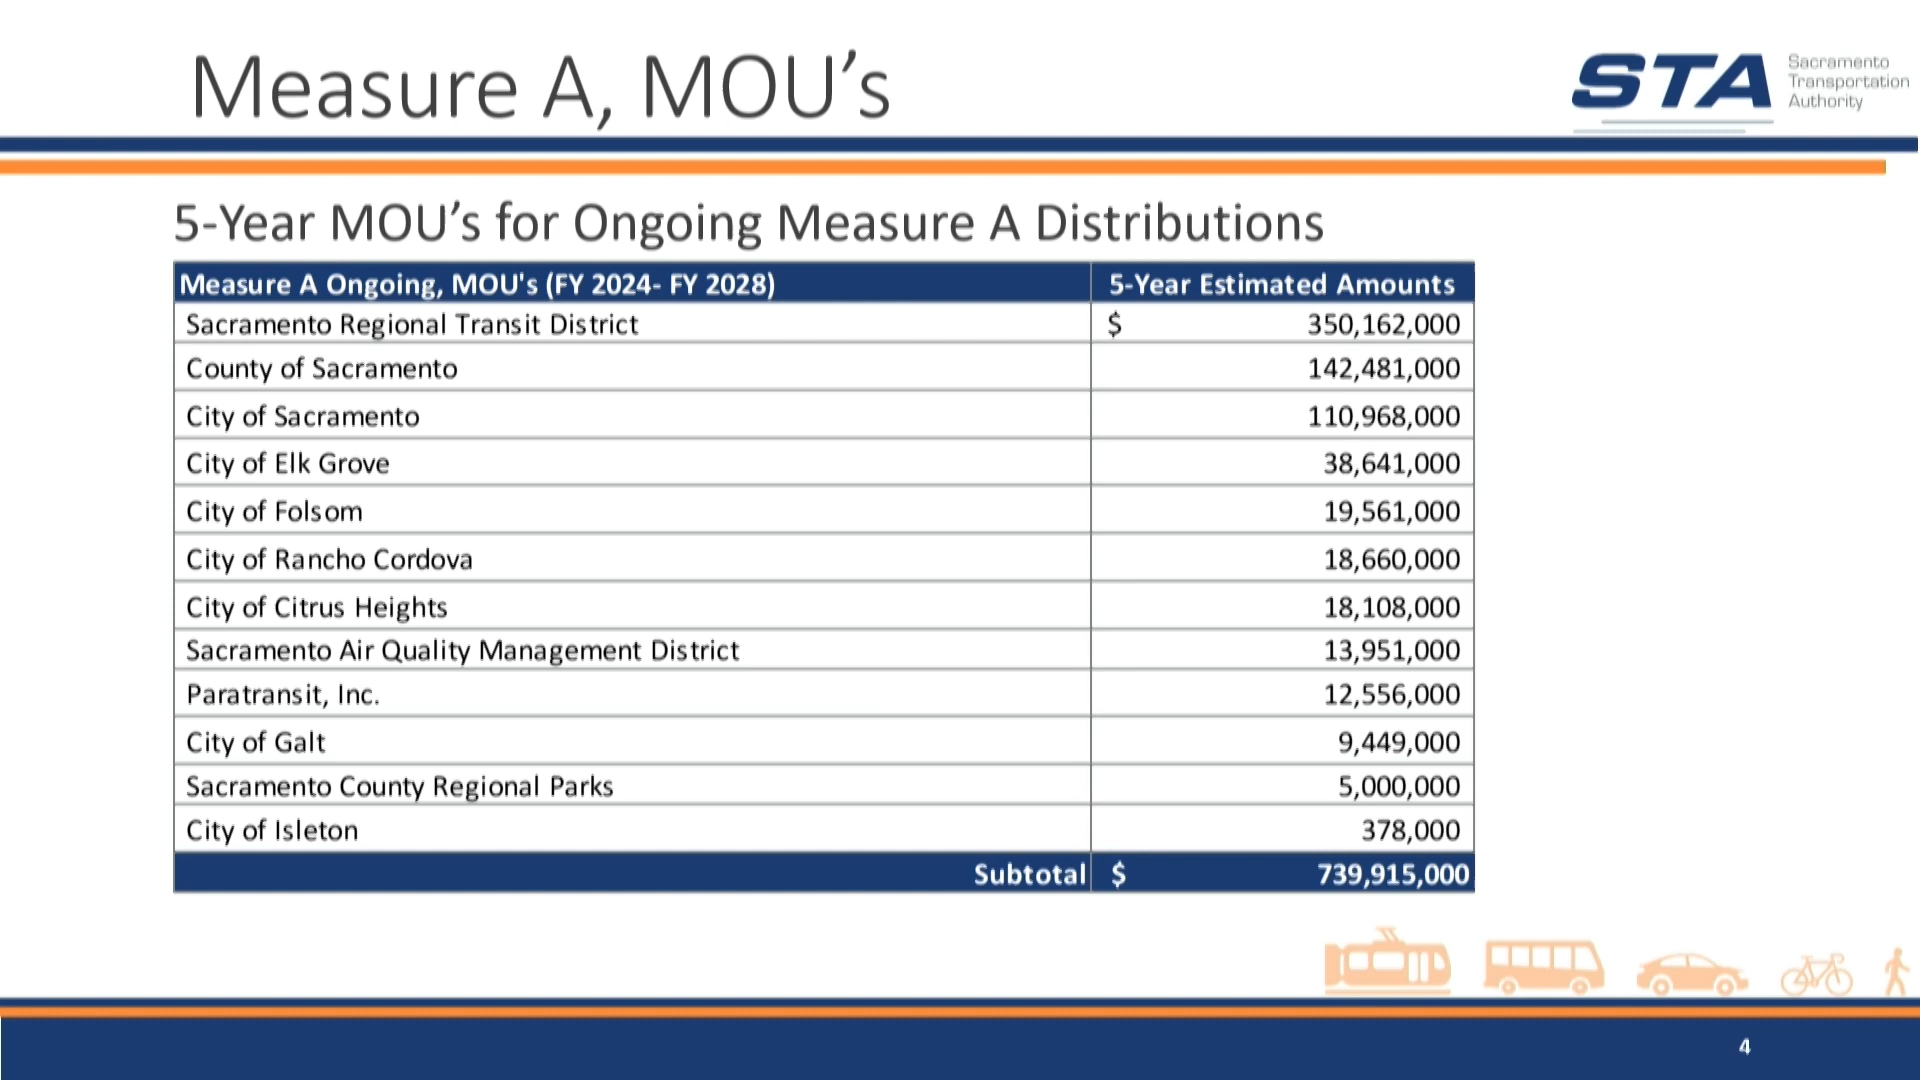 Measure A, MOU’s
STA
Sacramento
Transportation
Authority
5-Year MOU’s for Ongoing Measure A Distributions
Measure A Ongoing, MOU's (FY 2024- FY 2028) 5-Year Estimated Amounts
Sacramento Regional Transit District $ 350,162,000
County of Sacramento 142,481,000
City of Sacramento 110,968,000
City of Elk Grove 38,641,000
City of Folsom 19,561,000
City of Rancho Cordova 18,660,000
City of Citrus Heights 18,108,000
Sacramento Air Quality Management District 13,951,000
Paratransit, Inc. 12,556,000
City of Galt 9,449,000
Sacramento County Regional Parks 5,000,000
City of Isleton 378,000
Subtotal $ 739,915,000
4